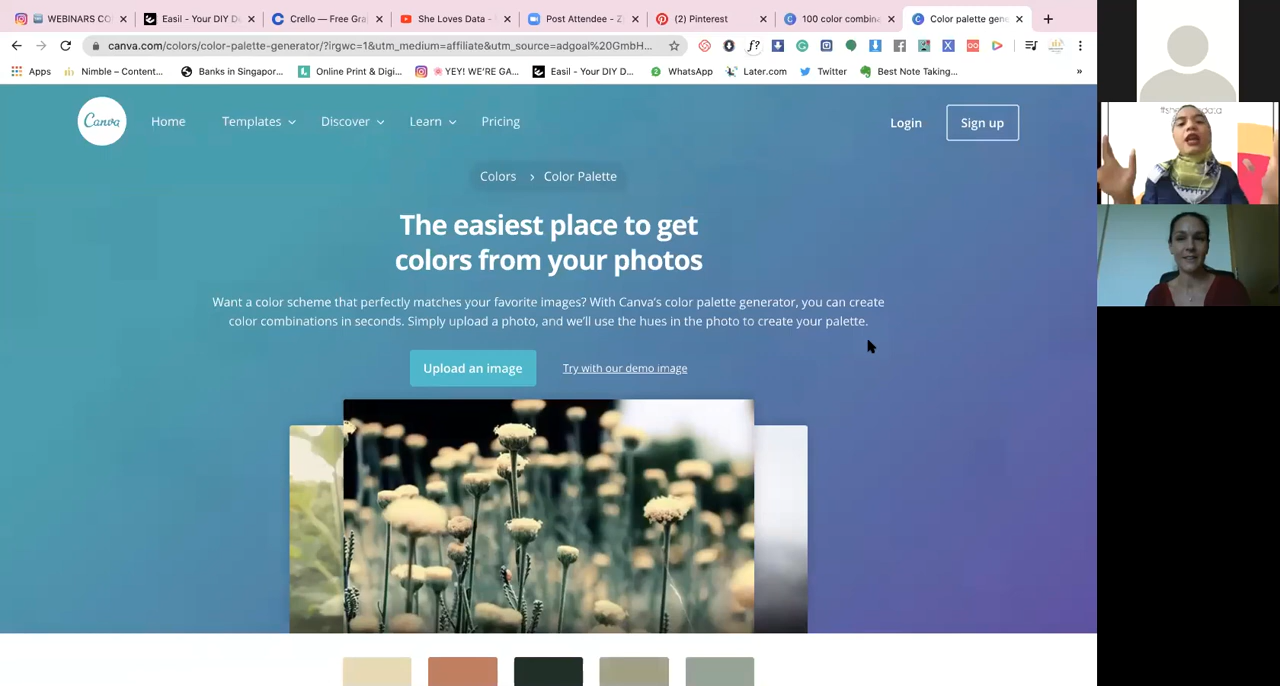 WEBINARS CO
Easil - Your DIY D
Crello — Free Gra
She Loves Data -
Post Attendee - Z
(2) Pinterest
100 color combin
Color palette gene
canva.com/colors/color-palette-generator/?irgwc=1&utm_medium=affiliate&utm_source=adgoal%20GmbH...
f?
Apps
Nimble – Content...
Banks in Singapor...
Online Print & Digi...
YEY! WE'RE GA...
Easil - Your DIY D...
WhatsApp
Later.com
Twitter
Best Note Taking...
»
Canva
Home
Templates
Discover
Learn
Pricing
Login
Sign up
Colors > Color Palette
The easiest place to get
colors from your photos
Want a color scheme that perfectly matches your favorite images? With Canva's color palette generator, you can create
color combinations in seconds. Simply upload a photo, and we'll use the hues in the photo to create your palette.
Upload an image
Try with our demo image